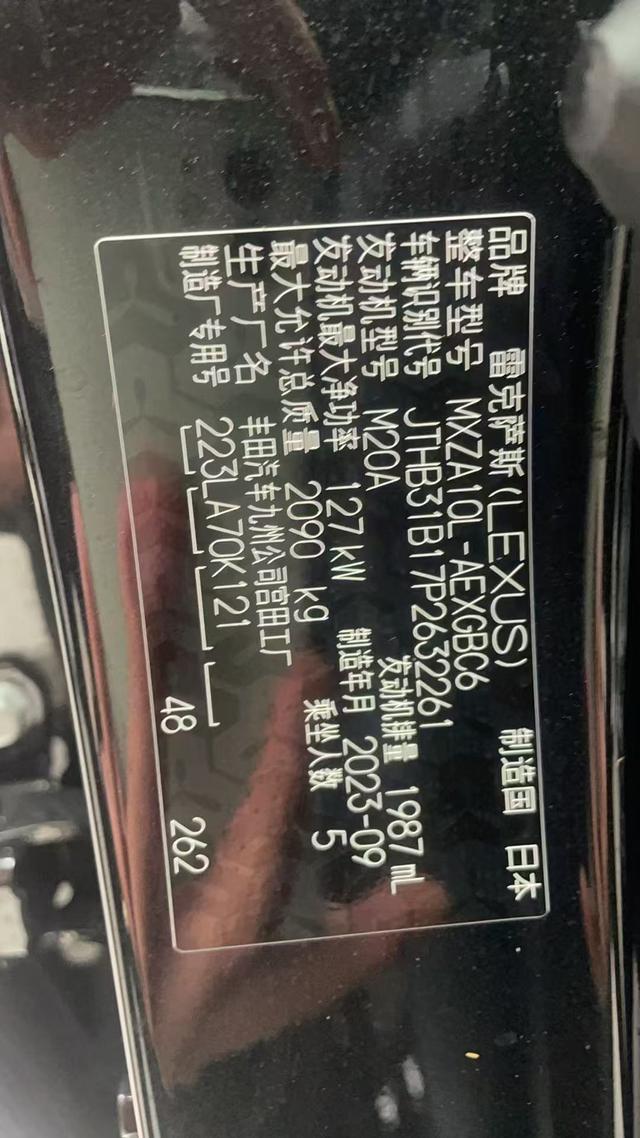 品牌 雷克萨斯(LEXUS) 制造国 日本
整车型号 MXZA10L-AEXGBC6
车辆识别代号 JTHB31B17P2632261
发动机型号 M20A 发动机排量 1987 mL
发动机最大净功率 127 kW 制造年月 2023-09
最大允许总质量 2090 kg 乘坐人数 5
生产厂名 丰田汽车九州公司宫田工厂
制造厂专用号 223LA70K121
48 262